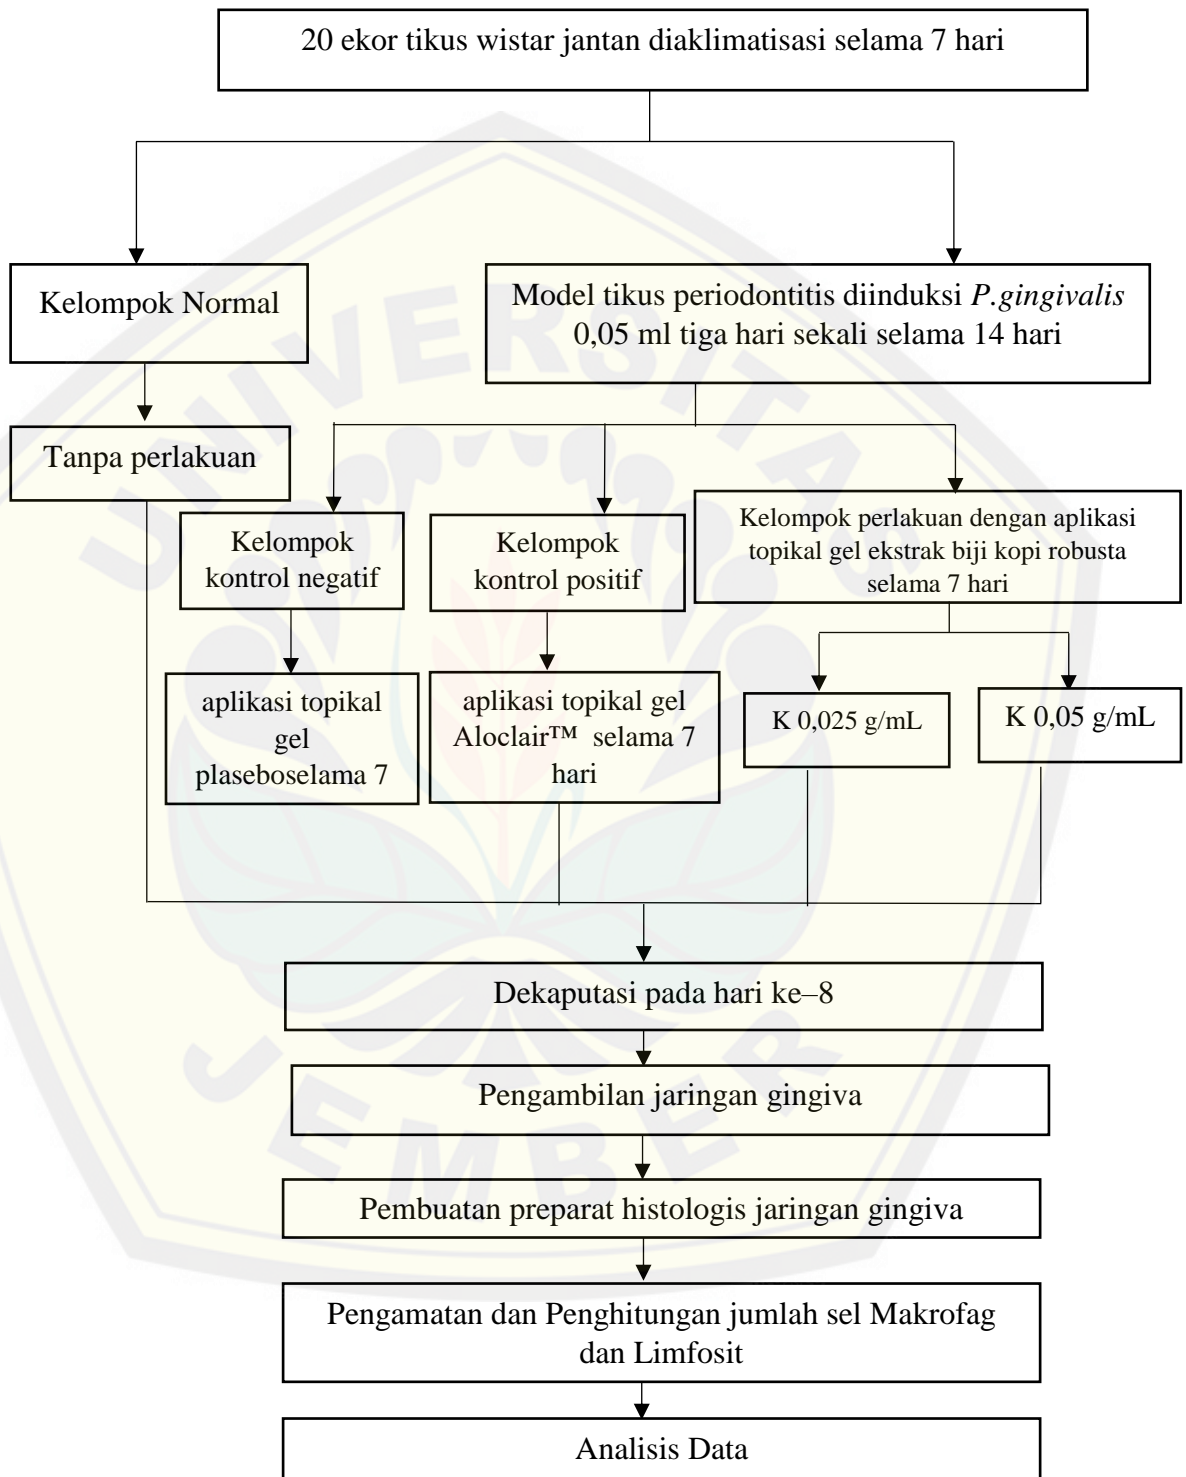 20 ekor tikus wistar jantan diaklimatisasi selama 7 hari
Kelompok Normal
Model tikus periodontitis diinduksi P.gingivalis
0,05 ml tiga hari sekali selama 14 hari
Tanpa perlakuan
Kelompok
kontrol negatif
Kelompok
kontrol positif
Kelompok perlakuan dengan aplikasi
topikal gel ekstrak biji kopi robusta
selama 7 hari
aplikasi topikal
gel
plaseboselama 7
aplikasi topikal gel
Aloclair™ selama 7
hari
K 0,025 g/mL
K 0,05 g/mL
Dekaputasi pada hari ke–8
Pengambilan jaringan gingiva
Pembuatan preparat histologis jaringan gingiva
Pengamatan dan Penghitungan jumlah sel Makrofag
dan Limfosit
Analisis Data
UNIVERSITAS
JEMBER